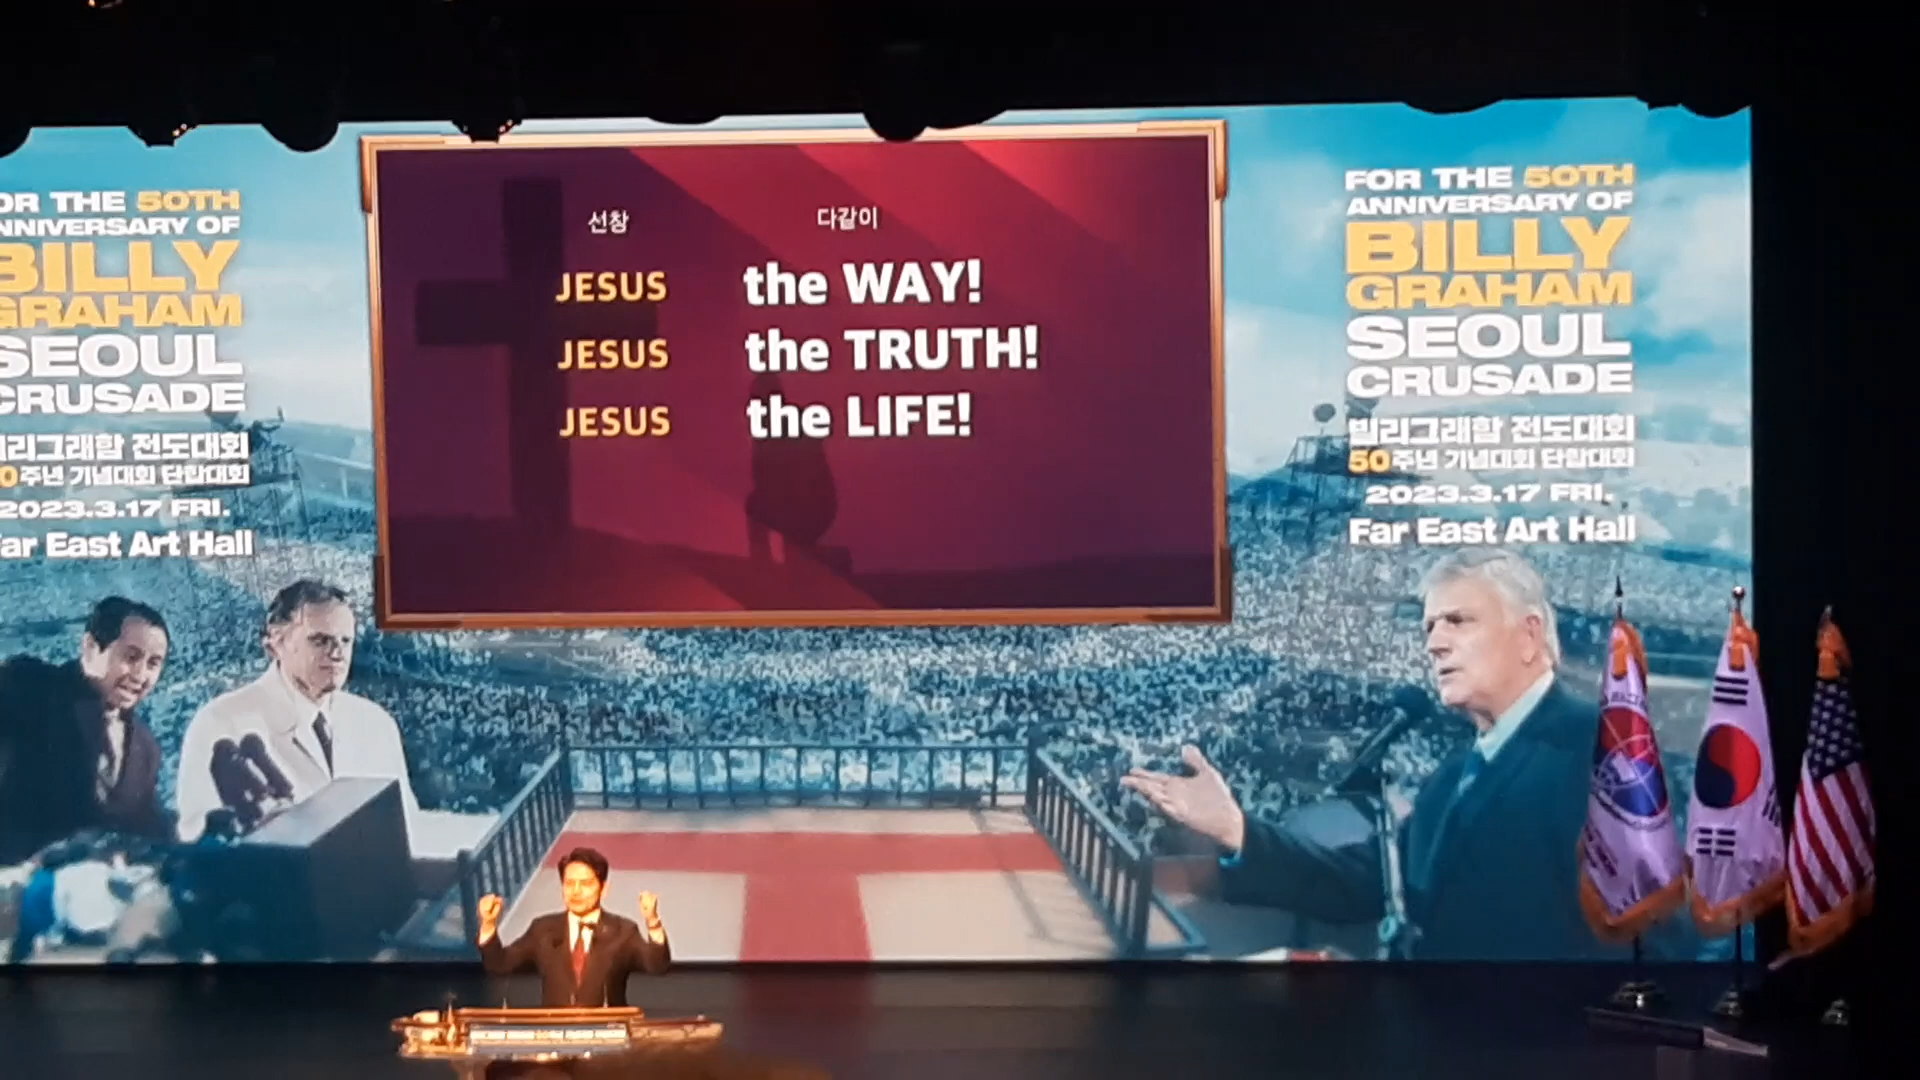 OR THE 50TH
NNIVERSARY OF
BILLY
GRAHAM
SEOUL
CRUSADE
빌리그래함 전도대회
0주년 기념대회 단합대회
2023.3.17 FRI.
ar East Art Hall
선창 다같이
JESUS the WAY!
JESUS the TRUTH!
JESUS the LIFE!
FOR THE 50TH
ANNIVERSARY OF
BILLY
GRAHAM
SEOUL
CRUSADE
빌리그래함 전도대회
50주년 기념대회 단합대회
2023.3.17 FRI.
Far East Art Hall